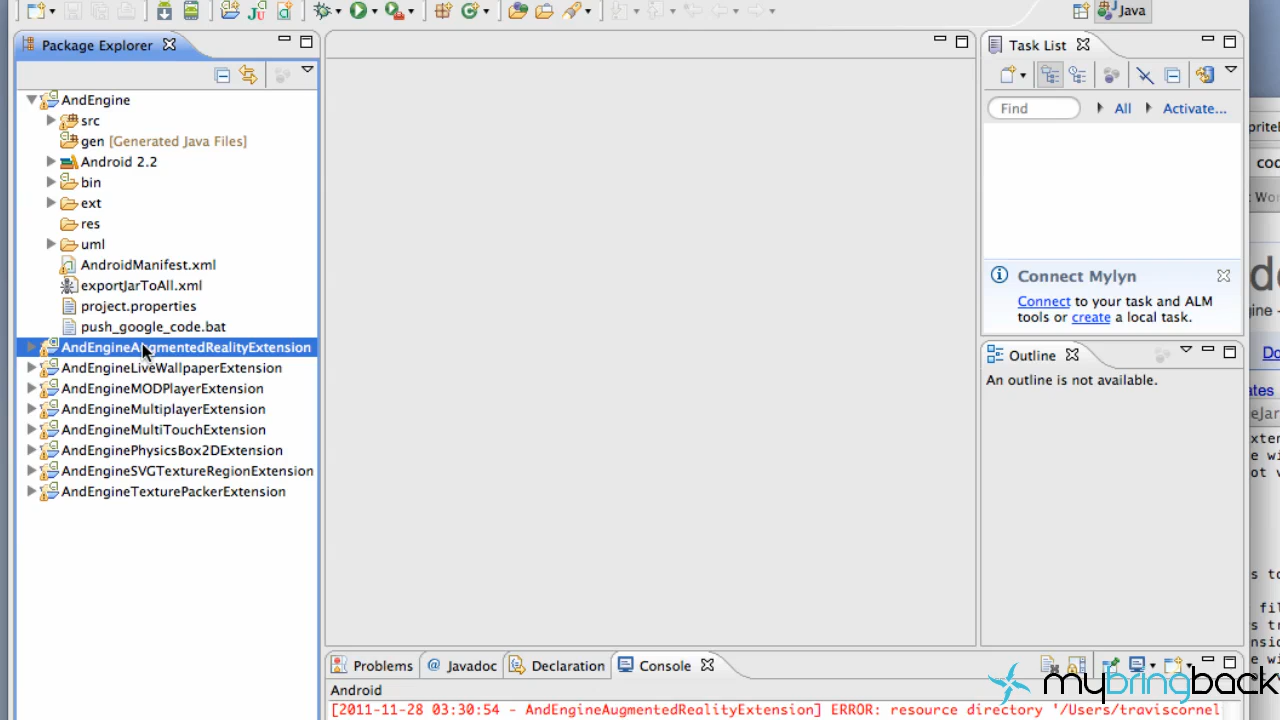 Java
Package Explorer
AndEngine
src
gen [Generated Java Files]
Android 2.2
bin
ext
res
uml
AndroidManifest.xml
exportJarToAll.xml
project.properties
push_google_code.bat
AndEngineAugmentedRealityExtension
AndEngineLiveWallpaperExtension
AndEngineMODPlayerExtension
AndEngineMultiplayerExtension
AndEngineMultiTouchExtension
AndEnginePhysicsBox2DExtension
AndEngineSVGTextureRegionExtension
AndEngineTexturePackerExtension
Task List
Find
All
Activate...
Connect Mylyn
Connect to your task and ALM
tools or create a local task.
Outline
An outline is not available.
Problems
@ Javadoc
Declaration
Console
Android
[2011-11-28 03:30:54 - AndEngineAugmentedRealityExtension] ERROR: resource directory '/Users/traviscornel
mybringback